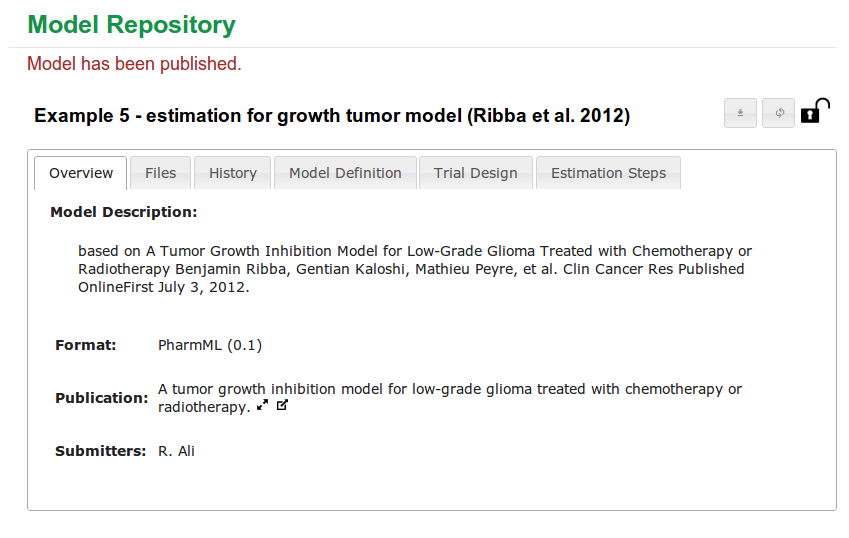 Model Repository
Model has been published.
Example 5 - estimation for growth tumor model (Ribba et al. 2012)
Overview Files History Model Definition Trial Design Estimation Steps
Model Description:
based on A Tumor Growth Inhibition Model for Low-Grade Glioma Treated with Chemotherapy or
Radiotherapy Benjamin Ribba, Gentian Kaloshi, Mathieu Peyre, et al. Clin Cancer Res Published
OnlineFirst July 3, 2012.
Format: PharmML (0.1)
Publication: A tumor growth inhibition model for low-grade glioma treated with chemotherapy or
radiotherapy.
Submitters: R. Ali